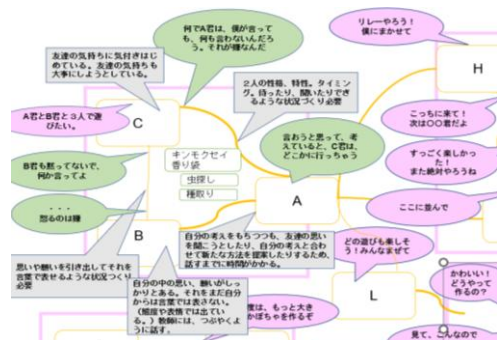 何でA君は、僕が言って
も、何も言わないんだろ
う。それが嫌なんだ
リレーやろう！
僕にまかせて
友達の気持ちに気付きはじ
めている。友達の気持ちも
大事にしようとしている。
H
2人の性格、特性。タイミン
グ。待ったり、聞いたりでき
るような状況づくり必要
A君とB君と3人で遊
びたい。
C
こっちに来て！
次は〇〇君だよ
言おうと思って、考
えていると、C君は、
どこかに行っちゃう
B君も黙ってないで、
何か言ってよ
キンモクセイ
香り袋
すっごく楽しかっ
た！
また絶対やろうね
虫探し
種取り
A
・・・
怒るのは嫌
ここに並んで
B
自分の考えをもちつつも、友達の思い
を聞こうとしたり、自分の考えと合わ
せて新たな方法を提案したりするため、
話すまでに時間がかかる。
どの遊びも楽しそ
う！みんなまぜて
思いや願いを引き出してそれを
言葉で表せるような状況づくり
必要
自分の中の思い、願いがしっ
かりとある。それをまだ自分
からは言葉では表さない。
（態度や表情では出てい
る。）教師には、つぶやくよ
うに話す。
かわいい！
どうやって
作るの？
L
度は、もっと大き
かぼちゃを作るぞ
見て、こんなので